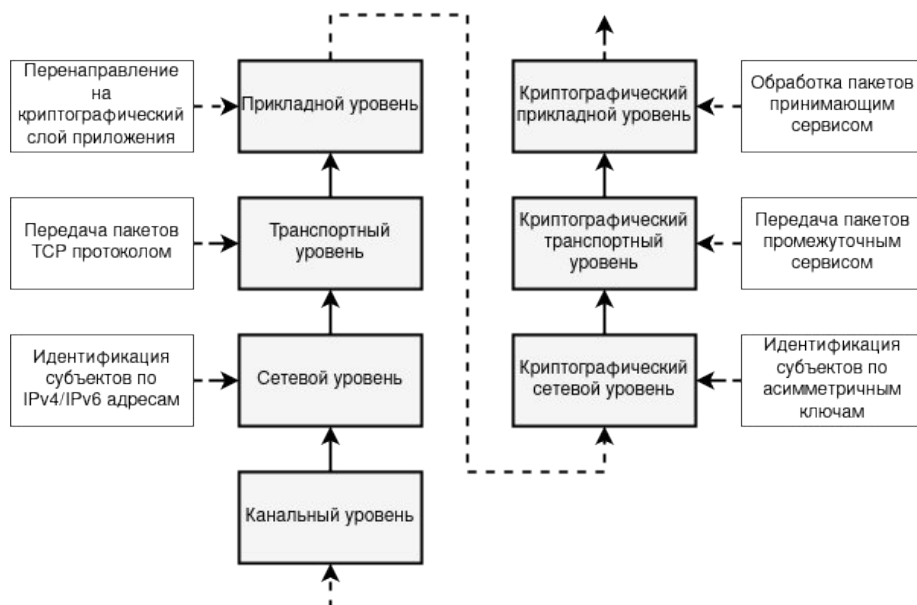 Перенаправление
на
криптографический
слой приложения
Прикладной уровень
Криптографический
прикладной уровень
Обработка пакетов
принимающим
сервисом
Передача пакетов
TCP протоколом
Транспортный
уровень
Криптографический
транспортный
уровень
Передача пакетов
промежуточным
сервисом
Идентификация
субъектов по
IPv4/IPv6 адресам
Сетевой уровень
Криптографический
сетевой уровень
Идентификация
субъектов по
асимметричным
ключам
Канальный уровень